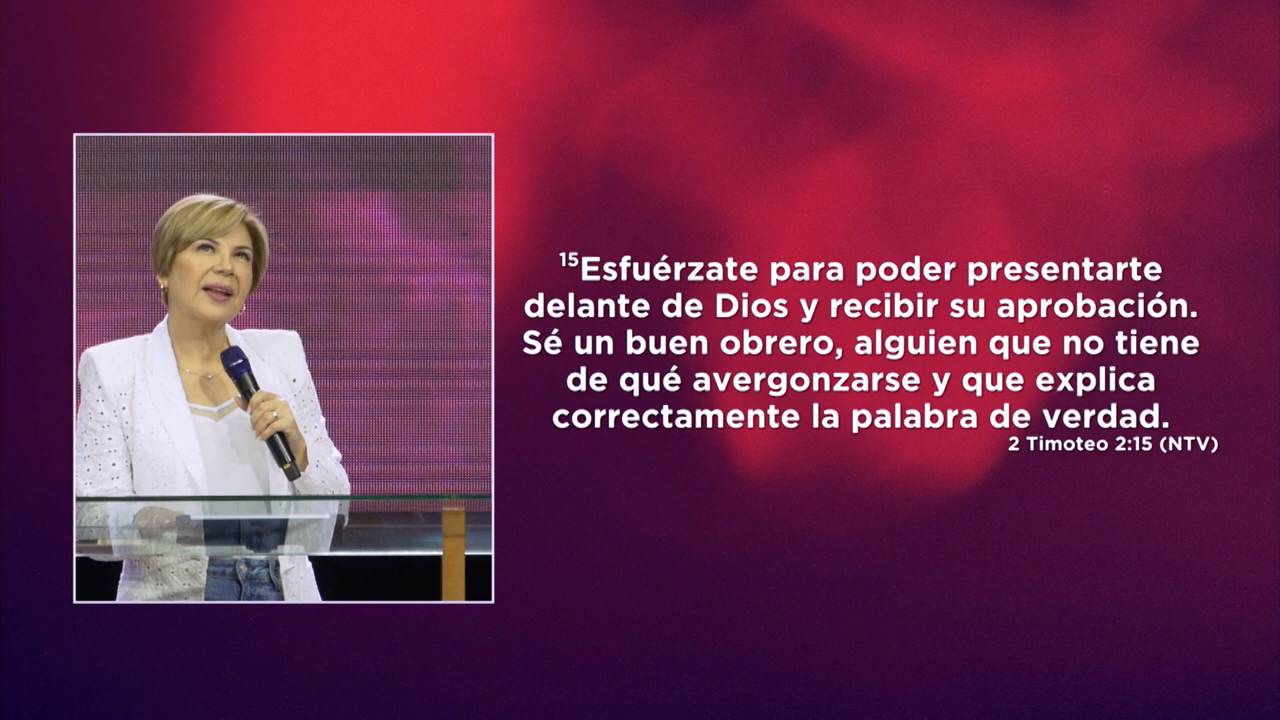 ¹⁵Esfuérzate para poder presentarte
delante de Dios y recibir su aprobación.
Sé un buen obrero, alguien que no tiene
de qué avergonzarse y que explica
correctamente la palabra de verdad.
2 Timoteo 2:15 (NTV)